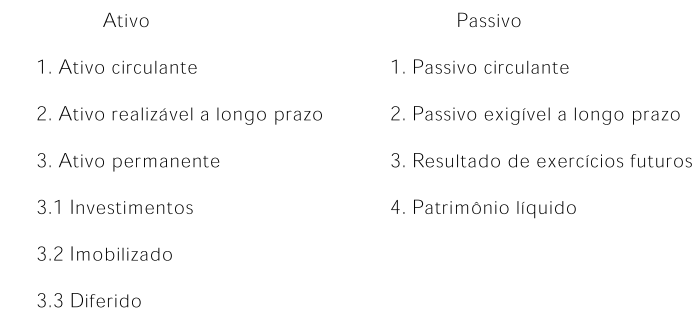 Ativo
Passivo
1. Ativo circulante
1. Passivo circulante
2. Ativo realizável a longo prazo
2. Passivo exigível a longo prazo
3. Ativo permanente
3. Resultado de exercícios futuros
3.1 Investimentos
4. Patrimônio líquido
3.2 Imobilizado
3.3 Diferido